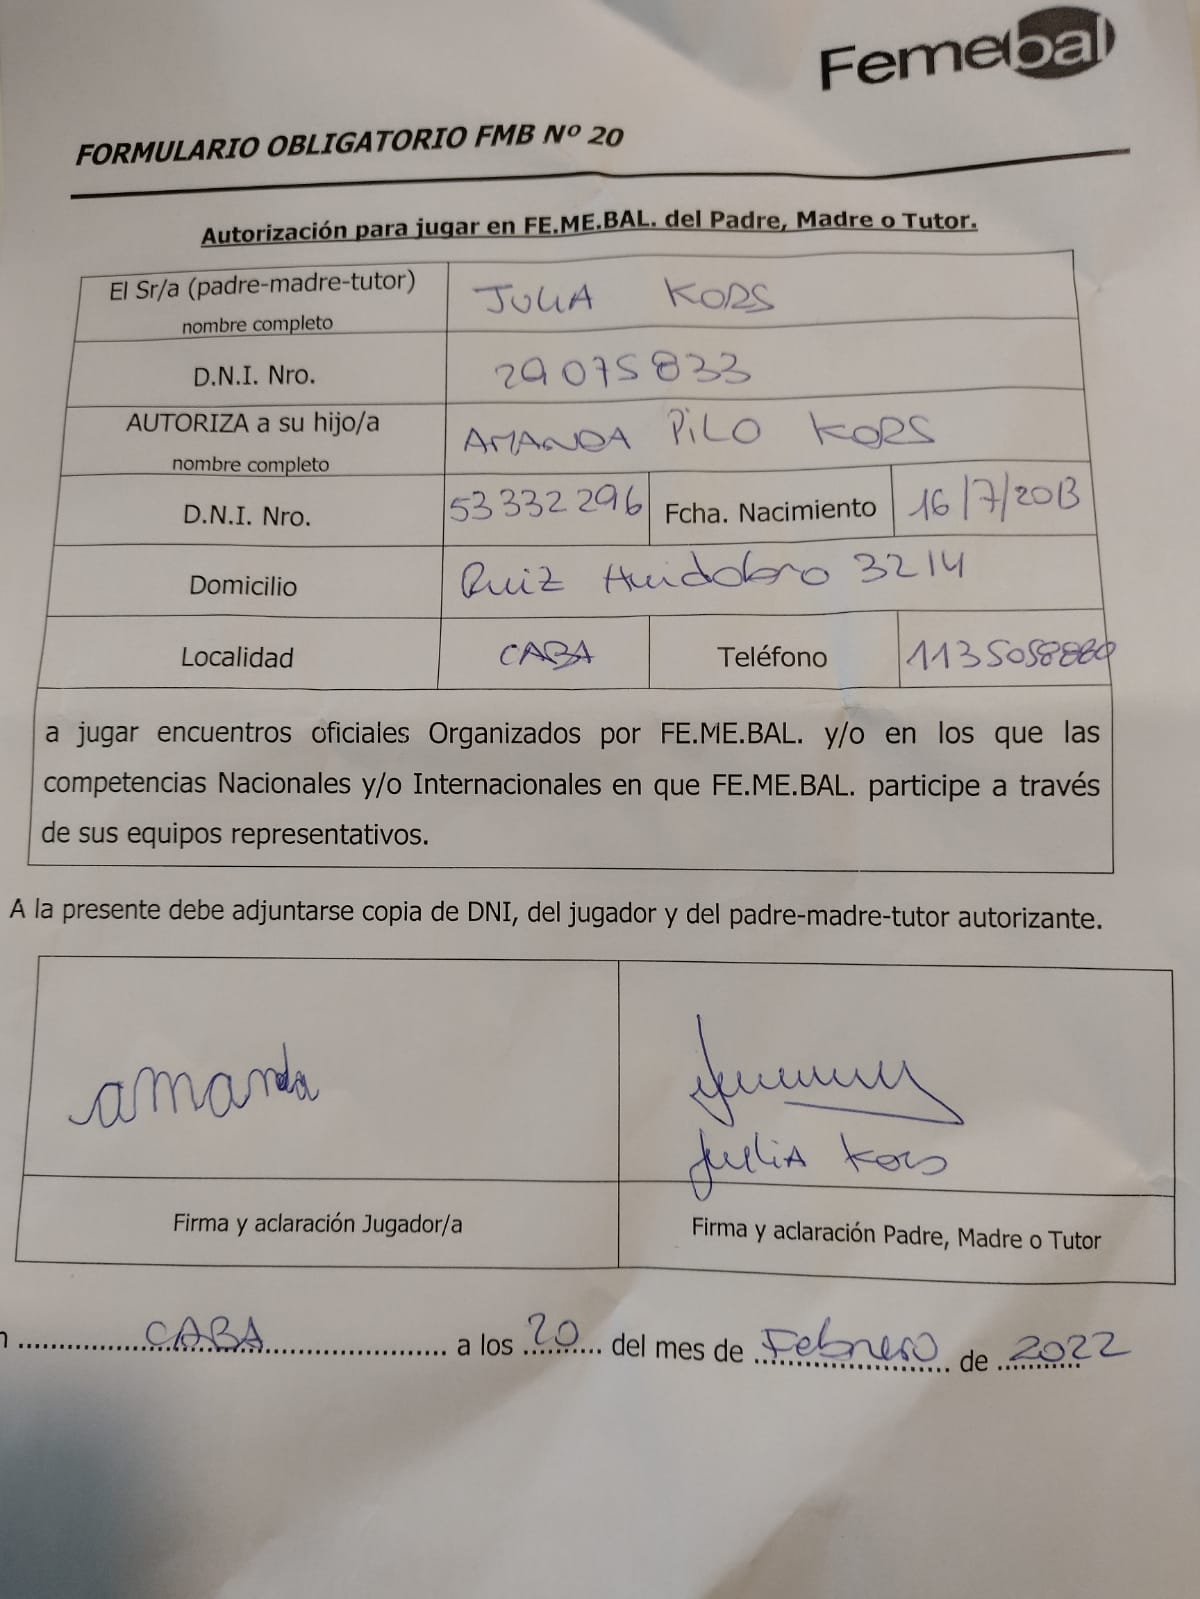 Femebal
FORMULARIO OBLIGATORIO FMB Nº 20
Autorización para jugar en FE.ME.BAL. del Padre, Madre o Tutor.
El Sr/a (padre-madre-tutor) JULIA KORS
nombre completo
D.N.I. Nro. 29075833
AUTORIZA a su hijo/a AMANDA PILO KORS
nombre completo
D.N.I. Nro. 53332296 Fcha. Nacimiento 16/7/2013
Domicilio Ruiz Huidobro 3214
Localidad CABA Teléfono
a jugar encuentros oficiales Organizados por FE.ME.BAL. y/o en los que las
competencias Nacionales y/o Internacionales en que FE.ME.BAL. participe a través
de sus equipos representativos.
A la presente debe adjuntarse copia de DNI, del jugador y del padre-madre-tutor autorizante.
amanda
Julia Kors
Firma y aclaración Jugador/a Firma y aclaración Padre, Madre o Tutor
CABA a los 20 del mes de Febrero de 2022